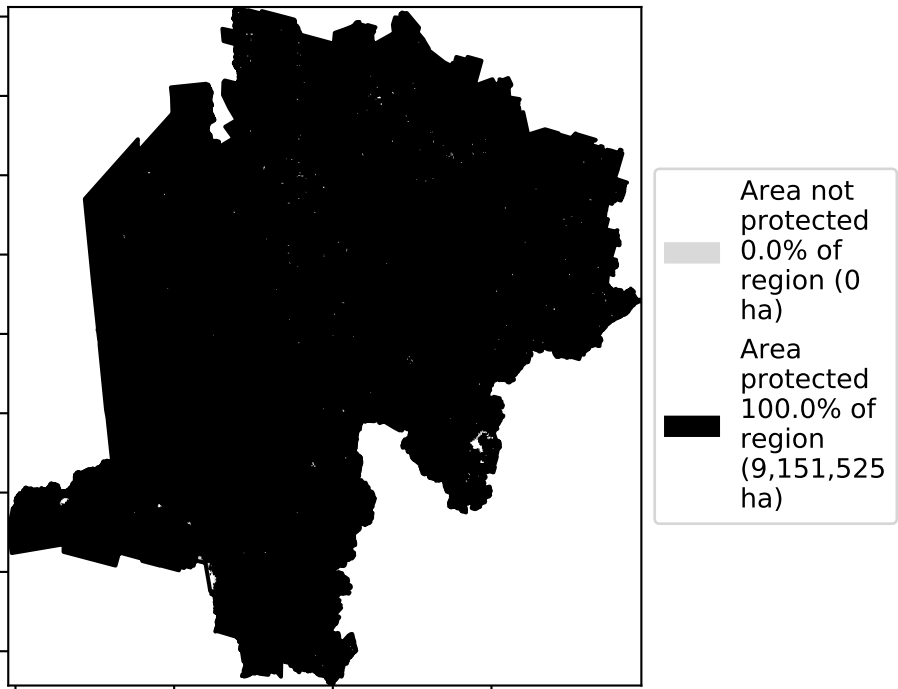 Area not
protected
0.0% of
region (0
ha)
Area
protected
100.0% of
region
(9,151,525
ha)